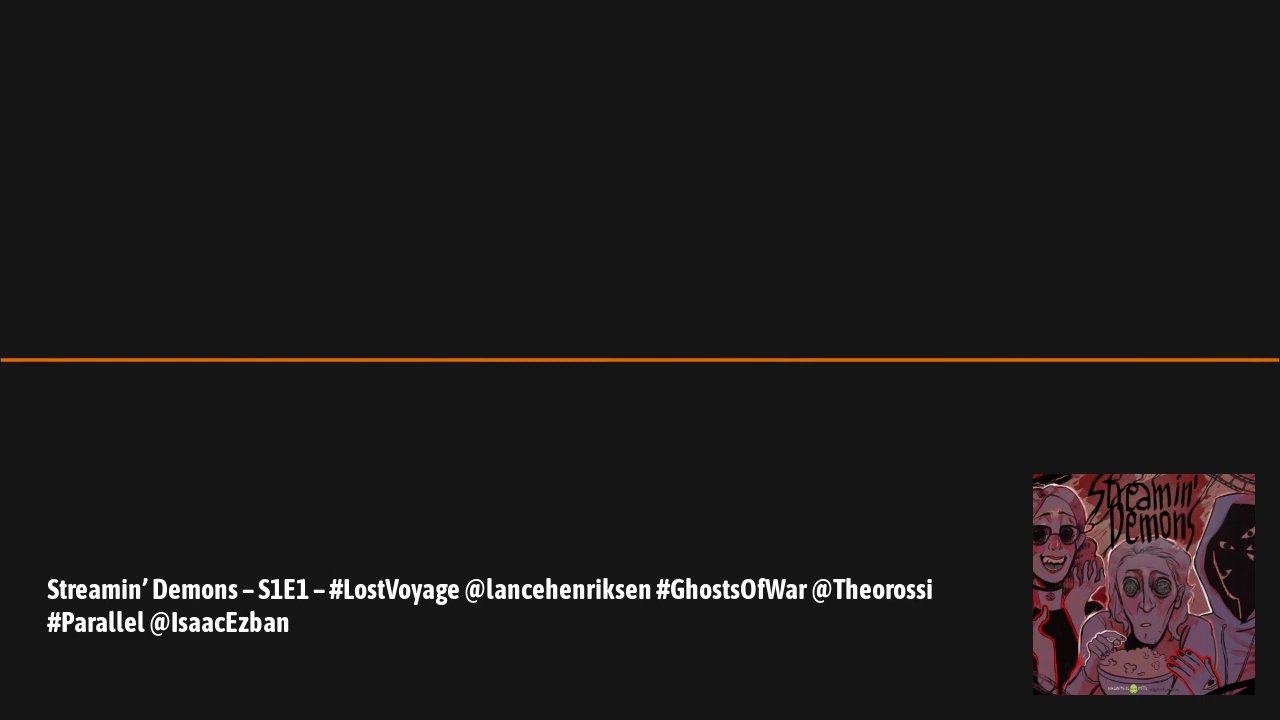 Streamin'
Demons
Streamin’ Demons – S1E1 – #LostVoyage @lancehenriksen #GhostsOfWar @Theorossi
#Parallel @IsaacEzban